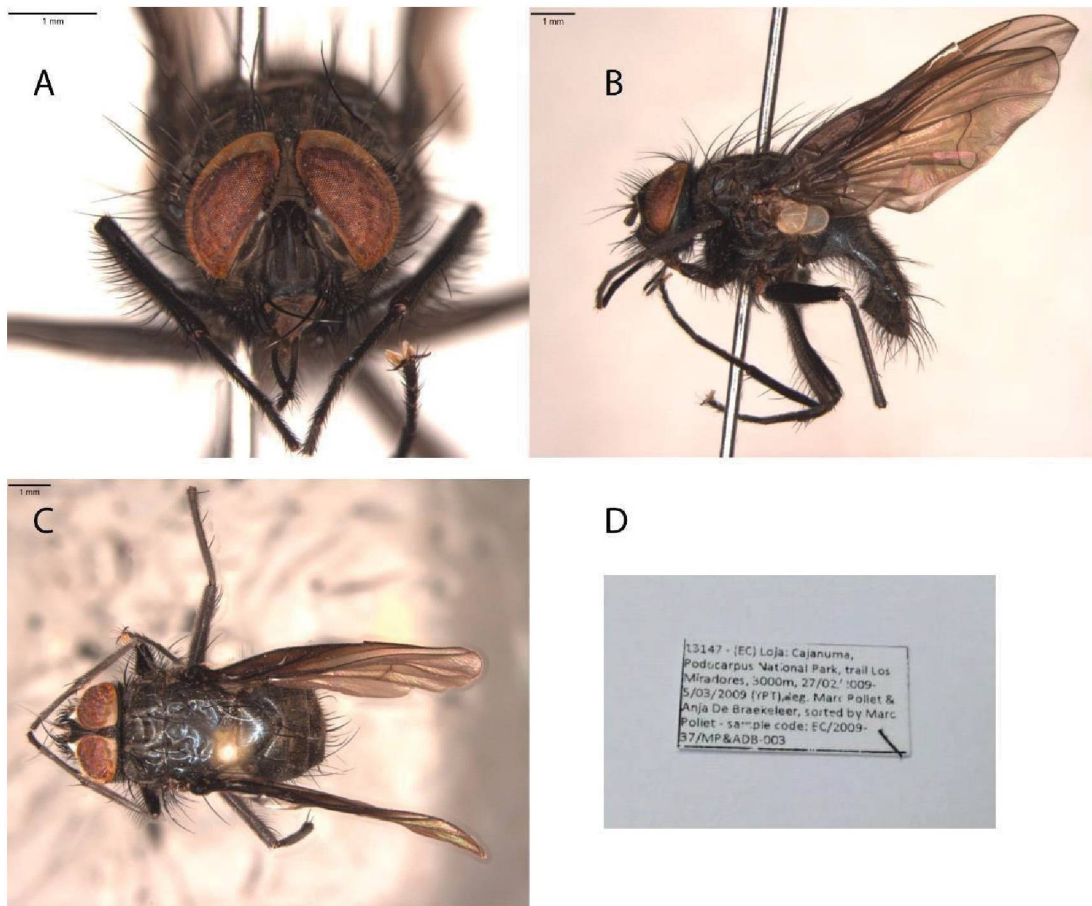 1 mm
A
1 mm
B
1 mm
C
D
13147 - (EC) Loja: Cajanuma,
Podocarpus National Park, trail Los
Miradores, 3000m, 27/02/2009-
5/03/2009 (YPT),leg. Marc Pollet &
Anja De Braekeleer, sorted by Marc
Pollet - sample code: EC/2009-
37/MP&ADB-003